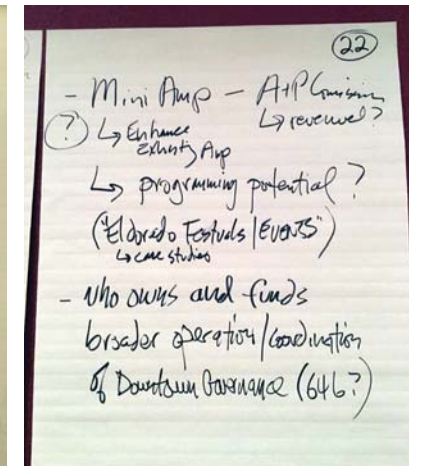 22
- Mini Amp - A+P Commission
? ↳ Enhance ↳ revenue?
Existing Amp
↳ programming potential?
("Eldorado Festivals / EVENTS")
↳ case studies
- Who owns and funds
broader operation / coordination
of Downtown Governance (646?)